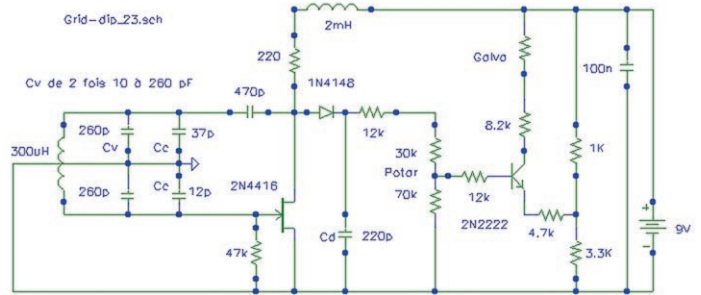 Grid-dip_23.sch
2mH
220
Galva
100n
Cv de 2 fois 10 à 260 pF
470p
1N4148
260p
37p
Cv
Cc
12k
8.2k
300uH
30k
1K
Potar
260p
Cc
12p
2N4416
70k
12k
+
9V
-
2N2222
47k
Cd
220p
4.7k
3.3K